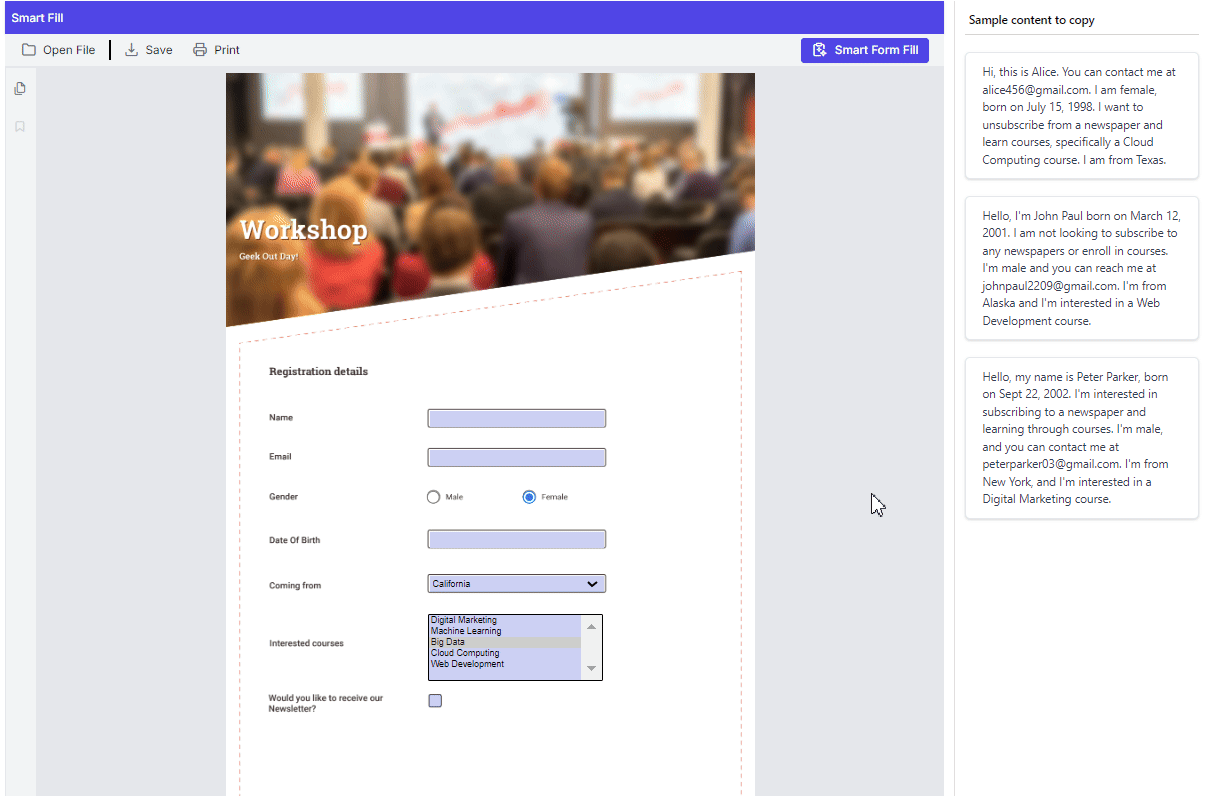 Smart Fill
Open File
Save
Print
Smart Form Fill
Workshop
Geek Out Day!
Registration details
Name
Email
Gender
Male
Female
Date Of Birth
Coming from
California
Interested courses
Digital Marketing
Machine Learning
Big Data
Cloud Computing
Web Development
Would you like to receive our
Newsletter?
Sample content to copy
Hi, this is Alice. You can contact me at
alice456@gmail.com. I am female,
born on July 15, 1998. I want to
unsubscribe from a newspaper and
learn courses, specifically a Cloud
Computing course. I am from Texas.
Hello, I'm John Paul born on March 12,
2001. I am not looking to subscribe to
any newspapers or enroll in courses.
I'm male and you can reach me at
johnpaul2209@gmail.com. I'm from
Alaska and I'm interested in a Web
Development course.
Hello, my name is Peter Parker, born
on Sept 22, 2002. I'm interested in
subscribing to a newspaper and
learning through courses. I'm male,
and you can contact me at
peterparker03@gmail.com. I'm from
New York, and I'm interested in a
Digital Marketing course.